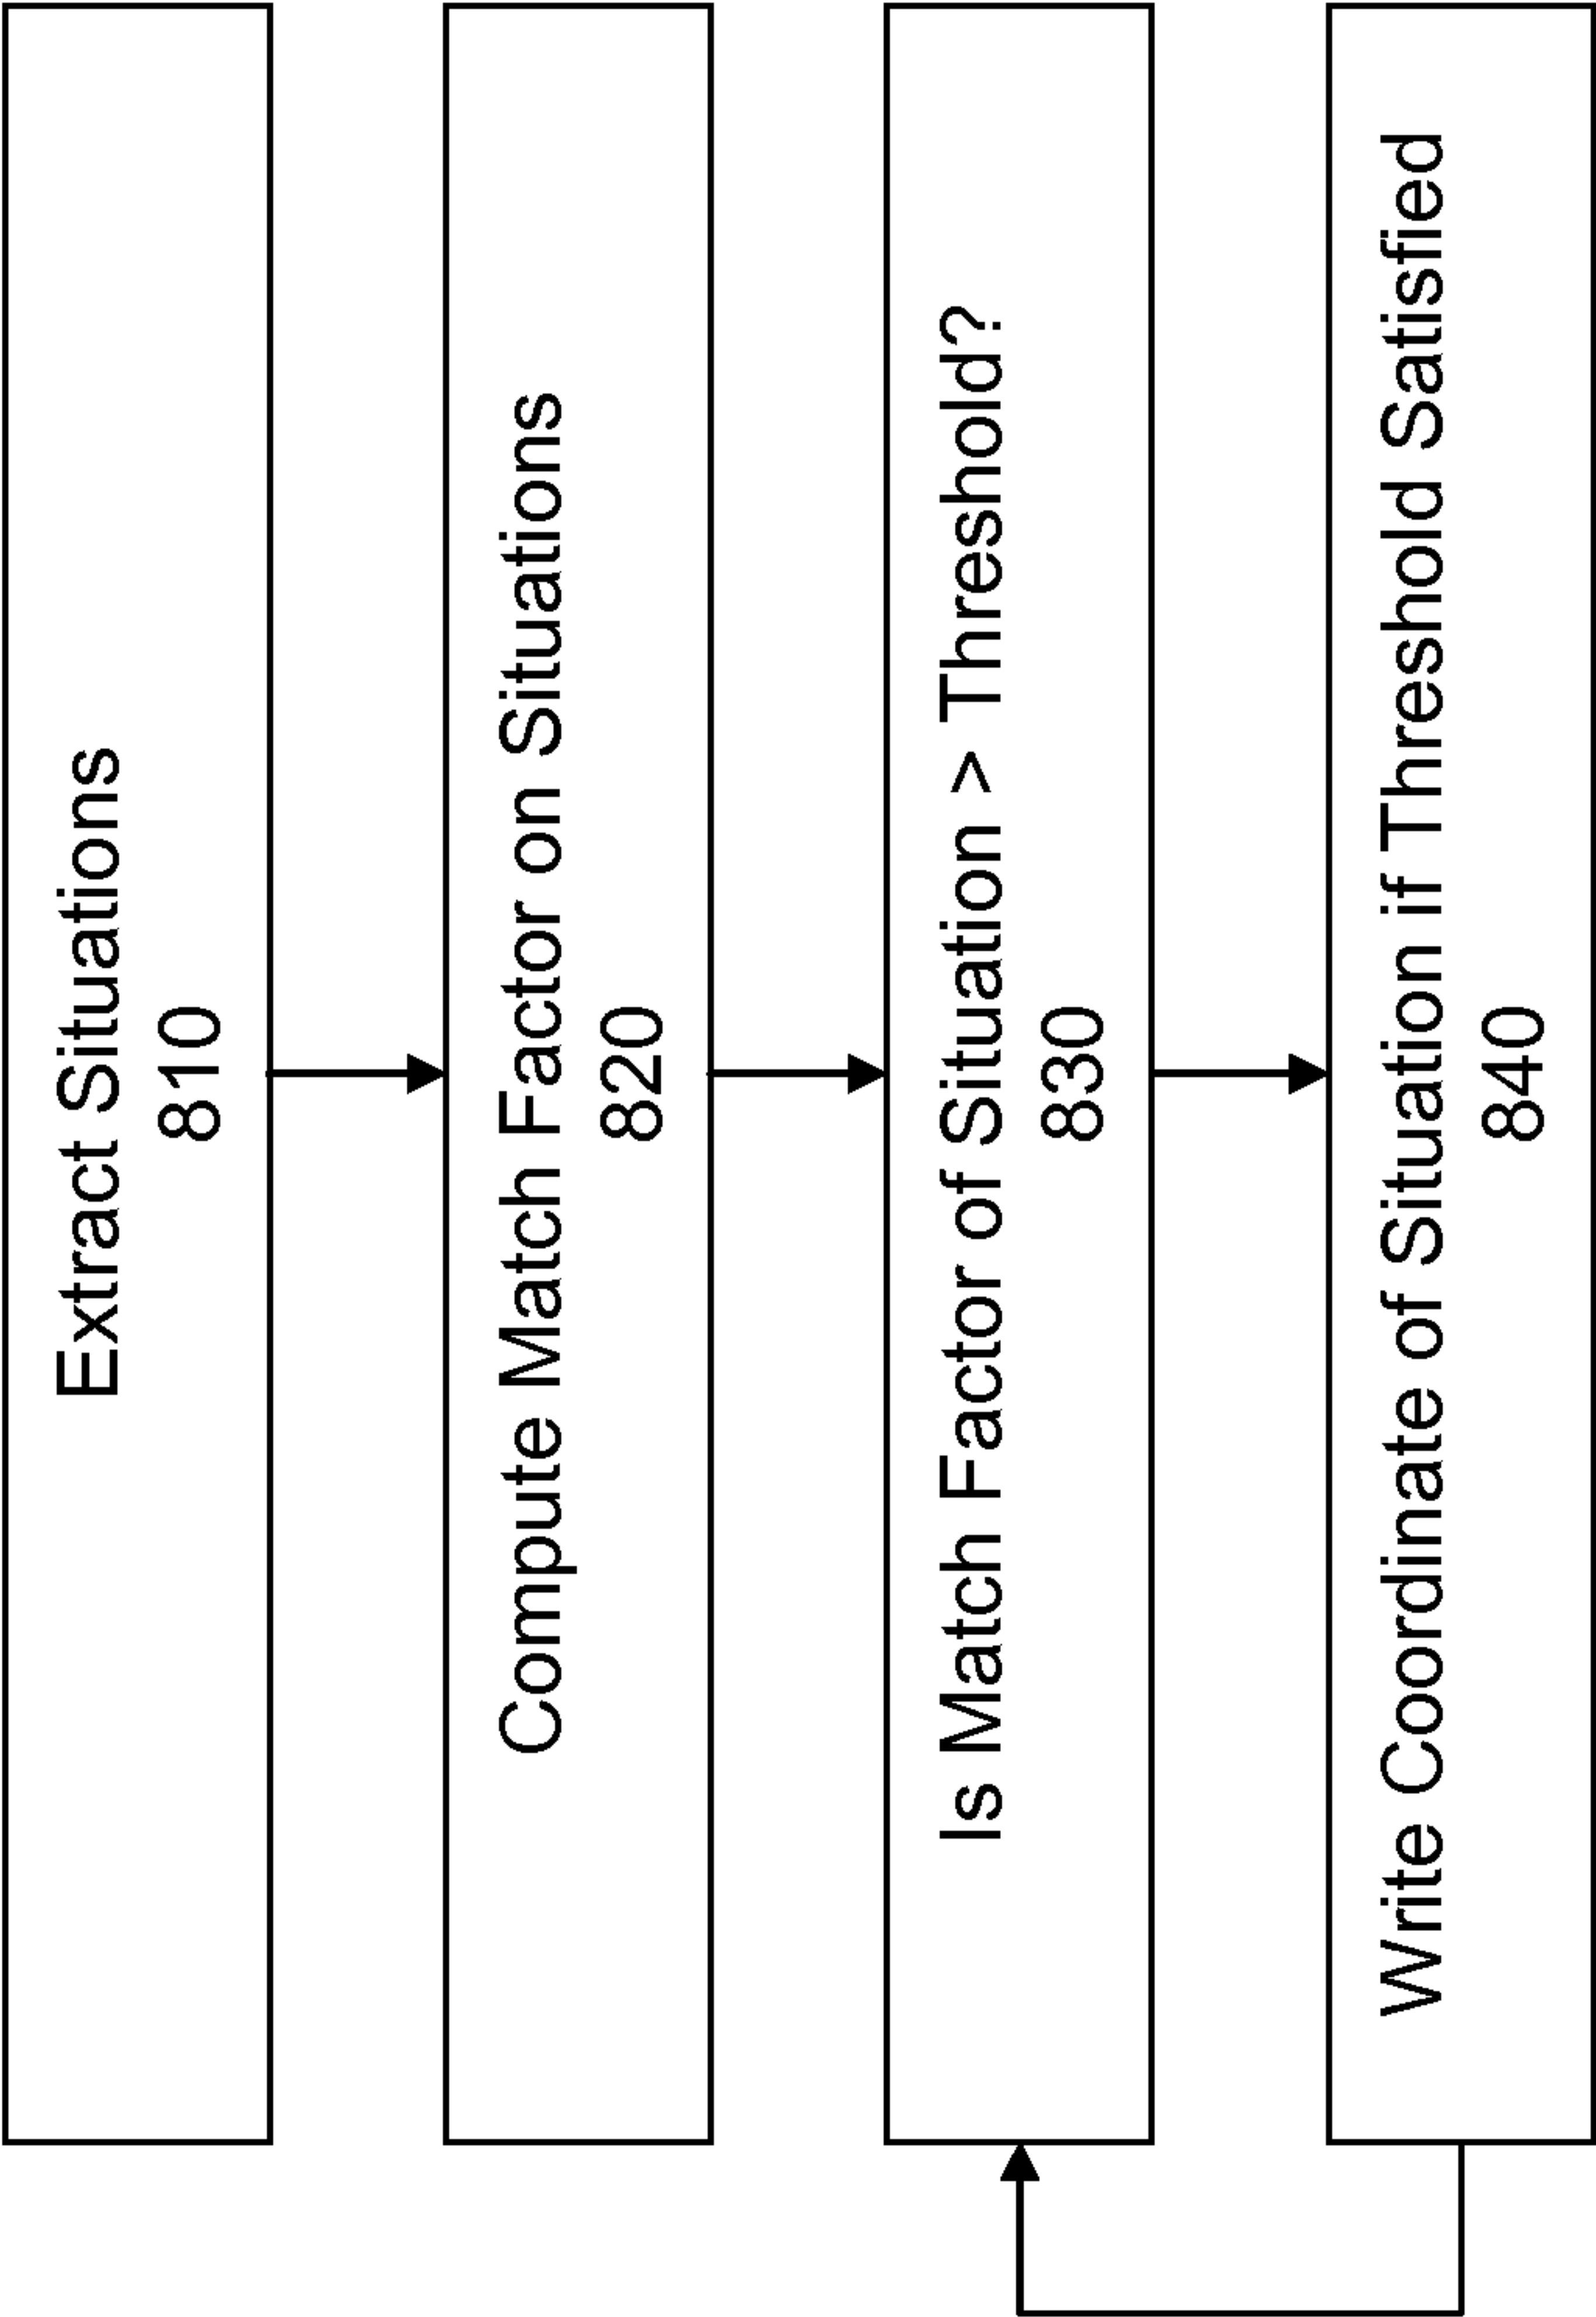 Extract Situations
810
Compute Match Factor on Situations
820
Is Match Factor of Situation > Threshold?
830
Write Coordinate of Situation if Threshold Satisfied
840